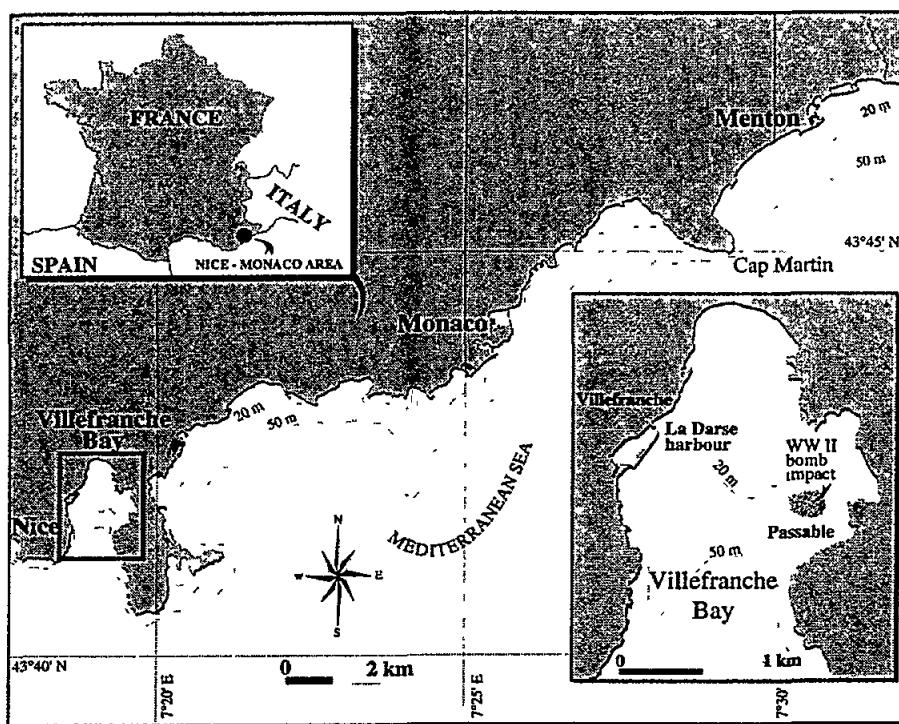 FRANCE
ITALY
SPAIN
NICE - MONACO AREA
Menton
20 m
50 m
43°45' N
Cap Martin
Monaco
20 m
50 m
Villefranche
Bay
Nice
MEDITERRANEAN SEA
N
W
E
S
43°40' N
0
2 km
7°20'
7°25'
7°30'
Villefranche
La Darse
harbour
WW II
bomb
impact
20 m
Passable
50 m
Villefranche
Bay
0
1 km